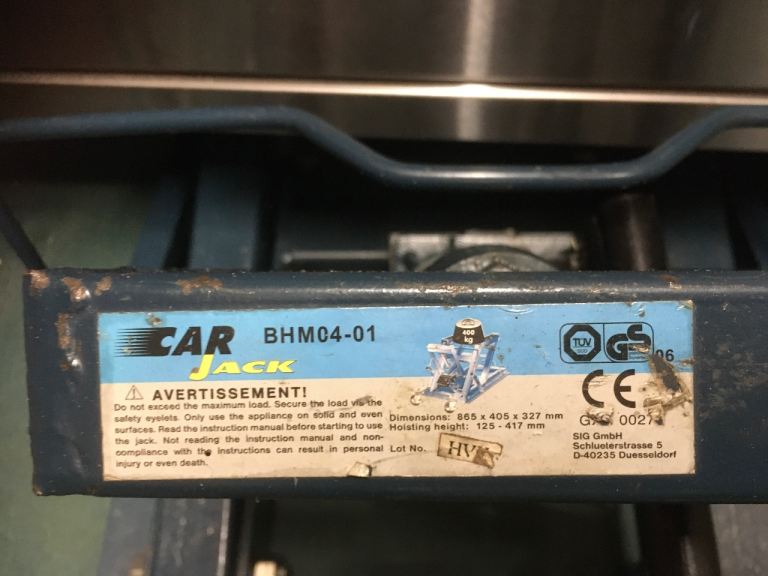 CAR
JACK
BHM04-01
400
kg
TUV
GS
06
CE
AVERTISSEMENT!
Do not exceed the maximum load. Secure the load via the
safety eyelets. Only use the appliance on solid and even
surfaces. Read the instruction manual before starting to use
the jack. Not reading the instruction manual and non-
compliance with the instructions can result in personal
injury or even death.
Dimensions: 865 x 405 x 327 mm
Hoisting height: 125 - 417 mm
Lot No.
0027
SIG GmbH
Schlueterstrasse 5
D-40235 Duesseldorf